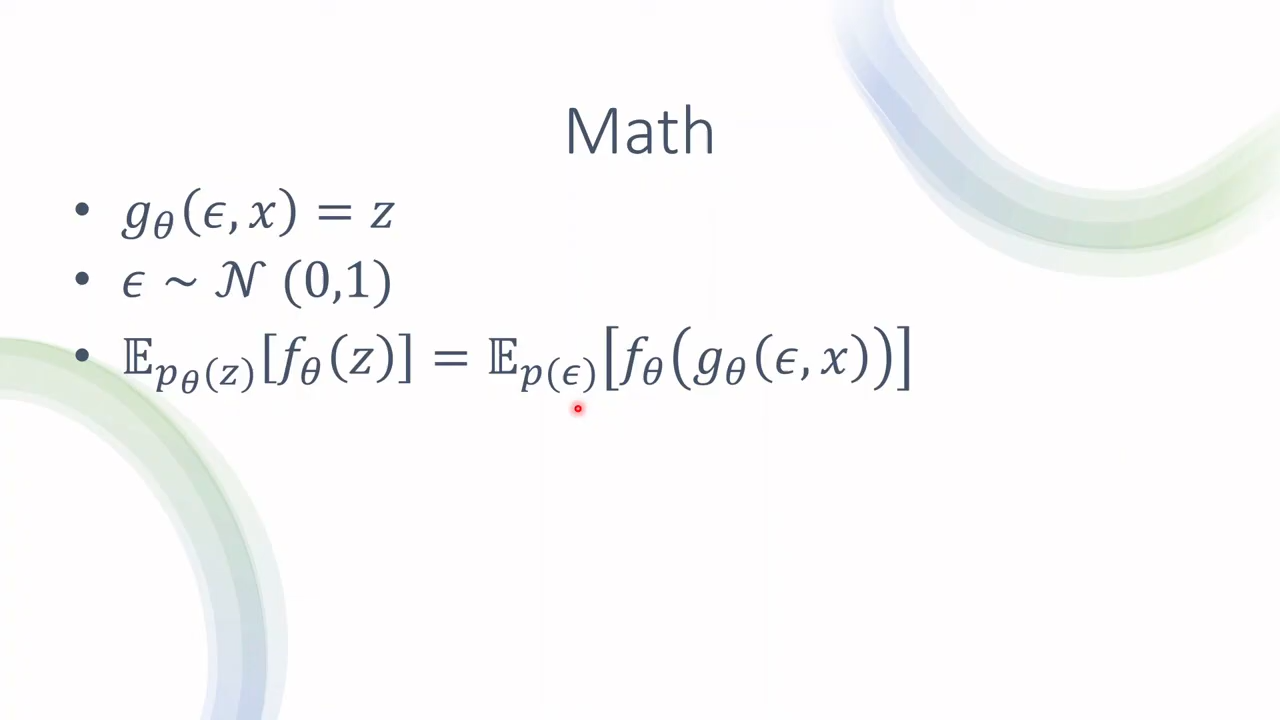 Math
• g_θ(ϵ, x) = z
• ϵ ~ 𝒩 (0,1)
• 𝔼_{p_θ(z)}[f_θ(z)] = 𝔼_{p(ϵ)}[f_θ(g_θ(ϵ, x))]